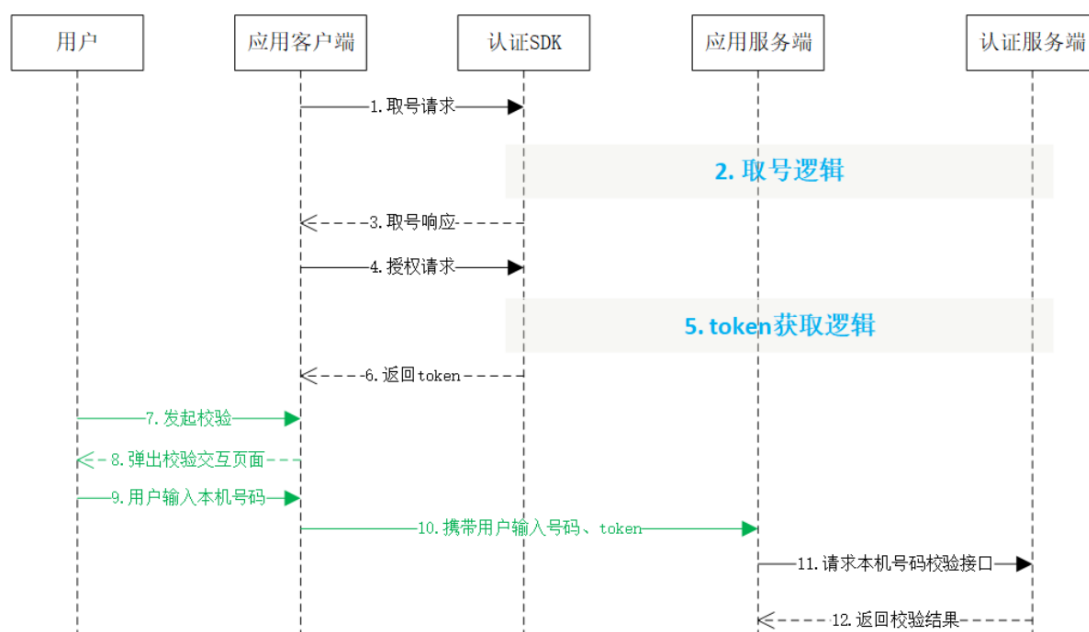 用户
应用客户端
认证SDK
应用服务端
认证服务端
1.取号请求
2. 取号逻辑
3.取号响应
4.授权请求
5. token获取逻辑
6.返回token
7.发起校验
8.弹出校验交互页面
9.用户输入本机号码
10.携带用户输入号码、token
11.请求本机号码校验接口
12.返回校验结果